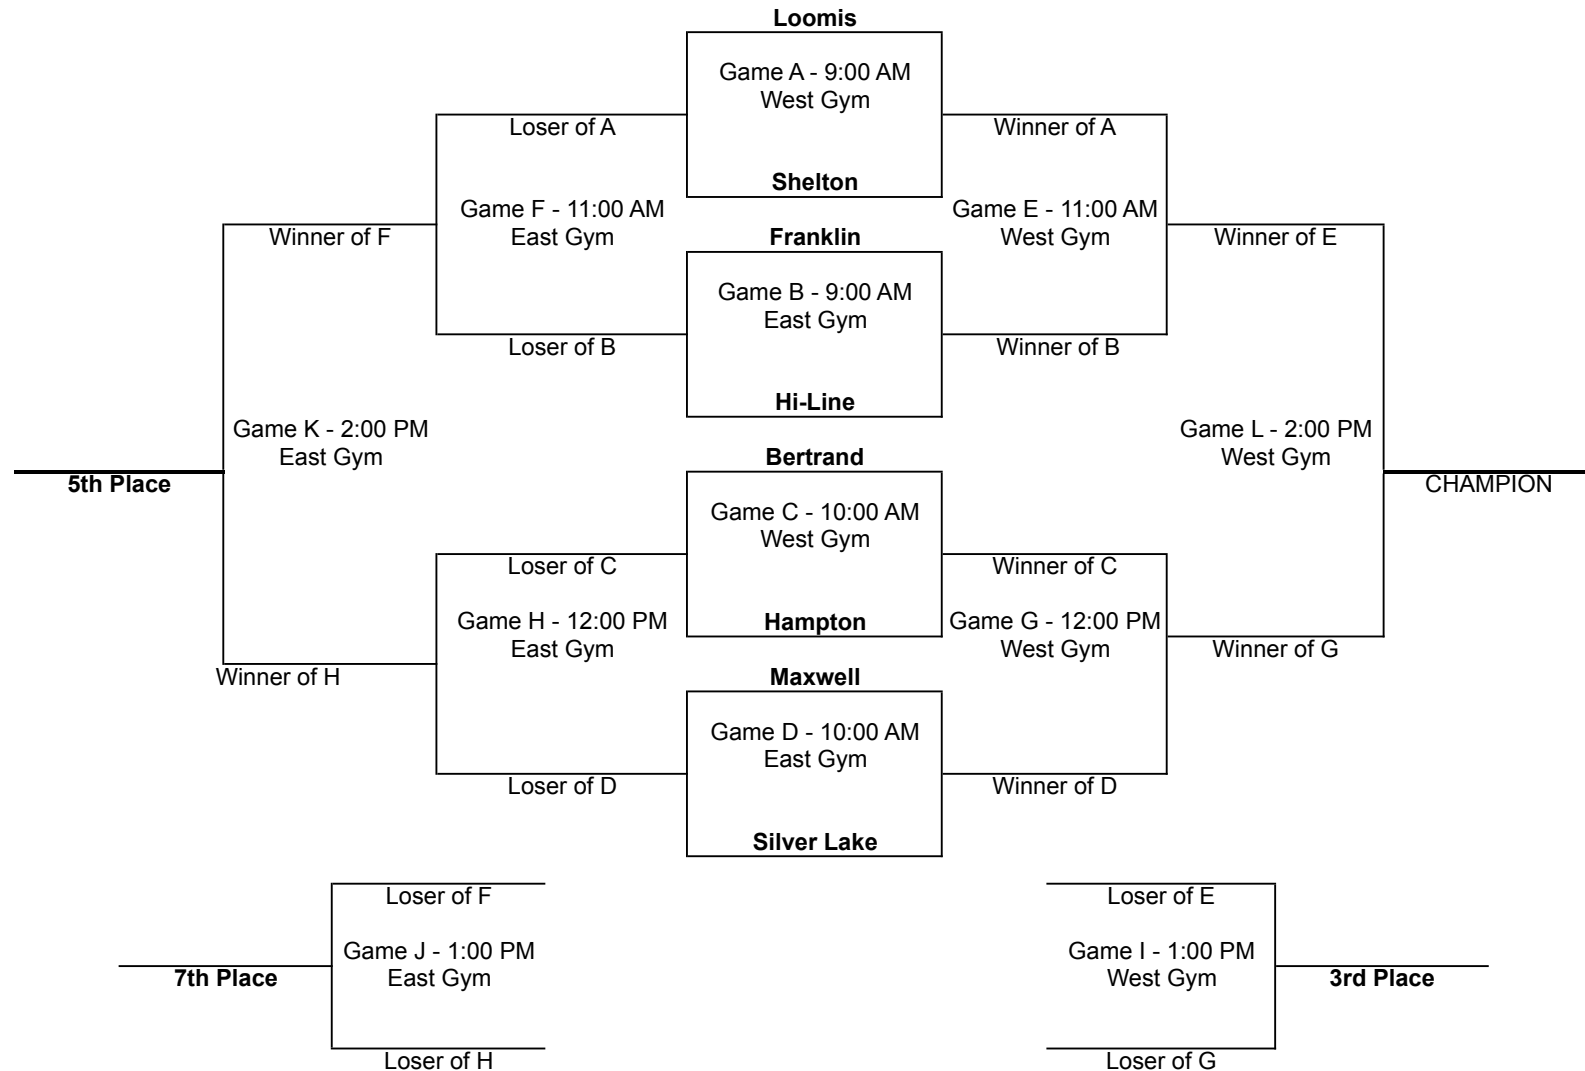 Loomis
Game A - 9:00 AM
West Gym
Loser of A
Winner of A
Shelton
Game F - 11:00 AM
East Gym
Game E - 11:00 AM
West Gym
Winner of F
Franklin
Winner of E
Game B - 9:00 AM
East Gym
Loser of B
Winner of B
Hi-Line
Game K - 2:00 PM
East Gym
Game L - 2:00 PM
West Gym
Bertrand
5th Place
CHAMPION
Game C - 10:00 AM
West Gym
Loser of C
Winner of C
Game H - 12:00 PM
East Gym
Hampton
Game G - 12:00 PM
West Gym
Winner of H
Maxwell
Winner of G
Game D - 10:00 AM
East Gym
Loser of D
Winner of D
Silver Lake
Loser of F
Loser of E
Game J - 1:00 PM
East Gym
Game I - 1:00 PM
West Gym
7th Place
3rd Place
Loser of H
Loser of G